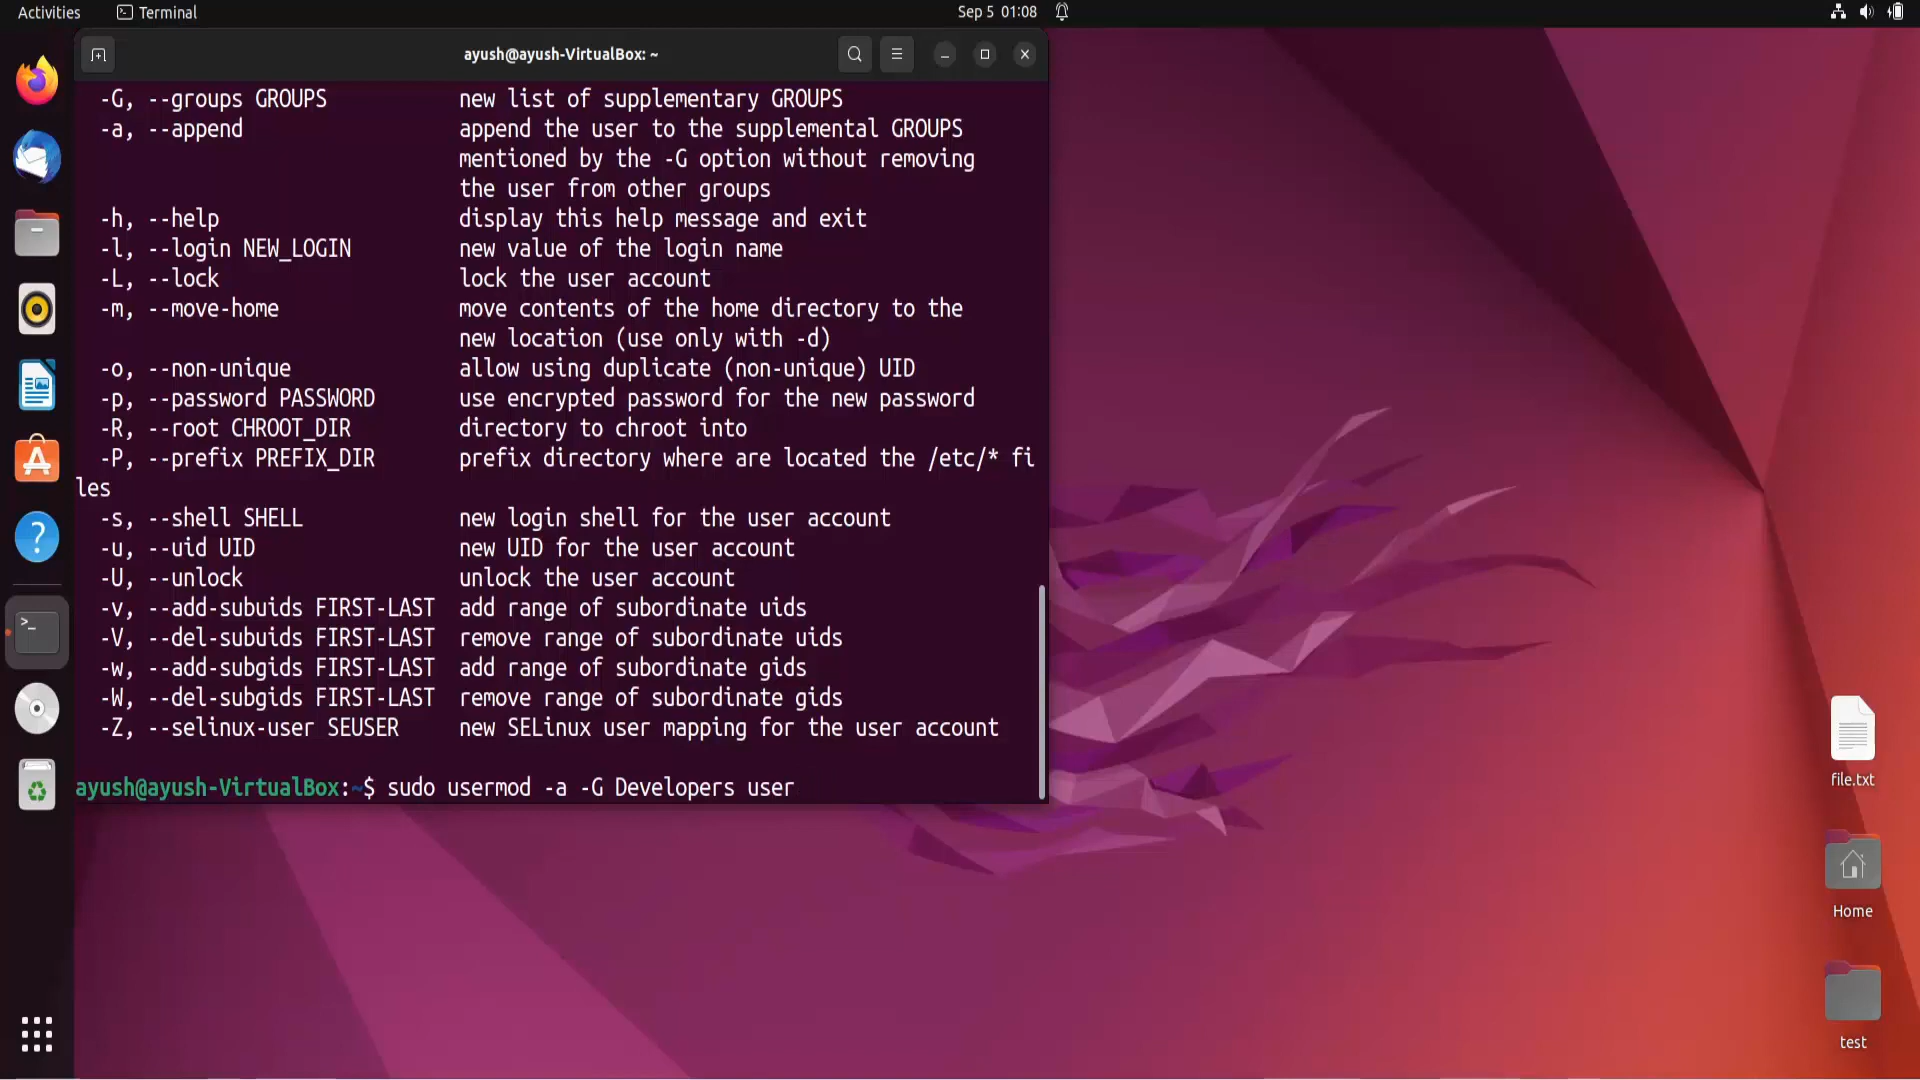 Activities
Terminal
Sep 5 01:08
ayush@ayush-VirtualBox: ~
-G, --groups GROUPS new list of supplementary GROUPS
-a, --append append the user to the supplemental GROUPS
mentioned by the -G option without removing
the user from other groups
-h, --help display this help message and exit
-l, --login NEW_LOGIN new value of the login name
-L, --lock lock the user account
-m, --move-home move contents of the home directory to the
new location (use only with -d)
-o, --non-unique allow using duplicate (non-unique) UID
-p, --password PASSWORD use encrypted password for the new password
-R, --root CHROOT_DIR directory to chroot into
-P, --prefix PREFIX_DIR prefix directory where are located the /etc/* fi
les
-s, --shell SHELL new login shell for the user account
-u, --uid UID new UID for the user account
-U, --unlock unlock the user account
-v, --add-subuids FIRST-LAST add range of subordinate uids
-V, --del-subuids FIRST-LAST remove range of subordinate uids
-w, --add-subgids FIRST-LAST add range of subordinate gids
-W, --del-subgids FIRST-LAST remove range of subordinate gids
-Z, --selinux-user SEUSER new SELinux user mapping for the user account
ayush@ayush-VirtualBox:~$ sudo usermod -a -G Developers user
file.txt
Home
test